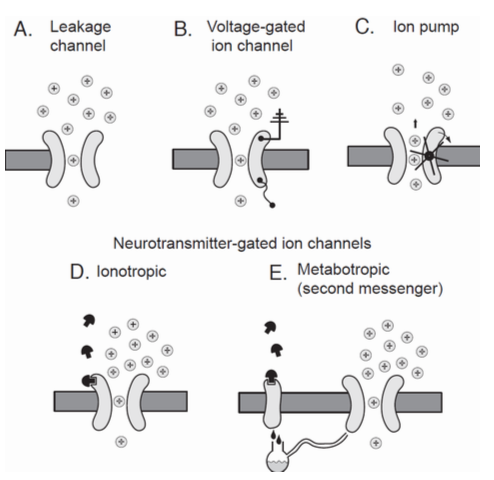 A. Leakage
channel
B. Voltage-gated
ion channel
C. Ion pump
Neurotransmitter-gated ion channels
D. Ionotropic
E. Metabotropic
(second messenger)